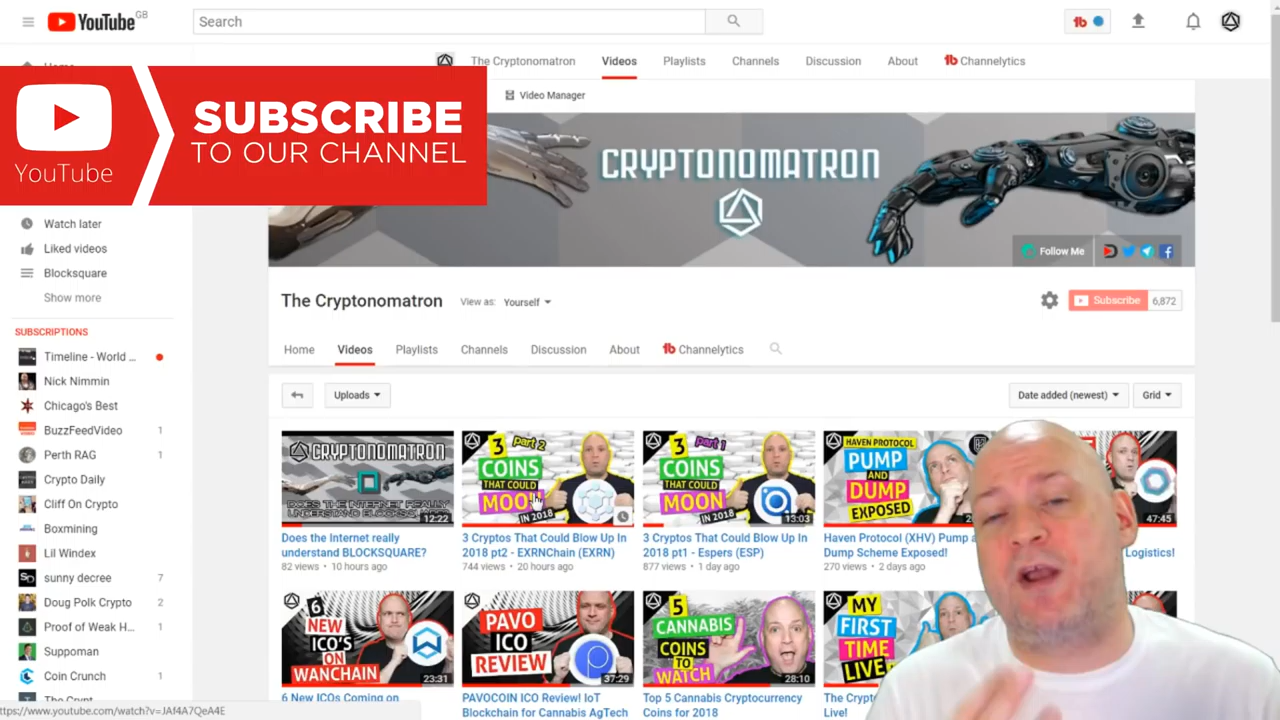 YouTube GB
Search
The Cryptonomatron
Videos
Playlists
Channels
Discussion
About
Channelytics
Video Manager
SUBSCRIBE
TO OUR CHANNEL
YouTube
CRYPTONOMATRON
Follow Me
Watch later
Liked videos
Blocksquare
Show more
SUBSCRIPTIONS
Timeline - World ...
Nick Nimmin
Chicago's Best
BuzzFeedVideo 1
Perth RAG 1
Crypto Daily
Cliff On Crypto
Boxmining
Lil Windex
sunny decree 7
Doug Polk Crypto 2
Proof of Weak H... 1
Suppoman
Coin Crunch 1
The Crypt
The Cryptonomatron
View as: Yourself
Subscribe 6,872
Home
Videos
Playlists
Channels
Discussion
About
Channelytics
Uploads
Date added (newest)
Grid
CRYPTONOMATRON
DOES THE INTERNET REALLY
UNDERSTAND BLOCKSQUARE?
12:22
Does the Internet really
understand BLOCKSQUARE?
82 views • 10 hours ago
3 part 2
COINS
THAT COULD
MOON
IN 2018
3 Cryptos That Could Blow Up In
2018 pt2 - EXRNChain (EXRN)
744 views • 20 hours ago
3 part 1
COINS
THAT COULD
MOON
IN 2018
13:03
3 Cryptos That Could Blow Up In
2018 pt1 - Espers (ESP)
877 views • 1 day ago
HAVEN PROTOCOL
PUMP
AND
DUMP
EXPOSED
Haven Protocol (XHV) Pump a
Dump Scheme Exposed!
270 views • 2 days ago
47:45
Logistics!
6
NEW
ICO'S
ON
WANCHAIN
23:31
6 New ICOs Coming on
PAVO
ICO
REVIEW
37:29
PAVOCOIN ICO Review! IoT
Blockchain for Cannabis AgTech
5
CANNABIS
COINS
TO
WATCH
28:10
Top 5 Cannabis Cryptocurrency
Coins for 2018
MY
FIRST
TIME
LIVE!
The Crypto
https://www.youtube.com/watch?v=JAf4A7QeA4E